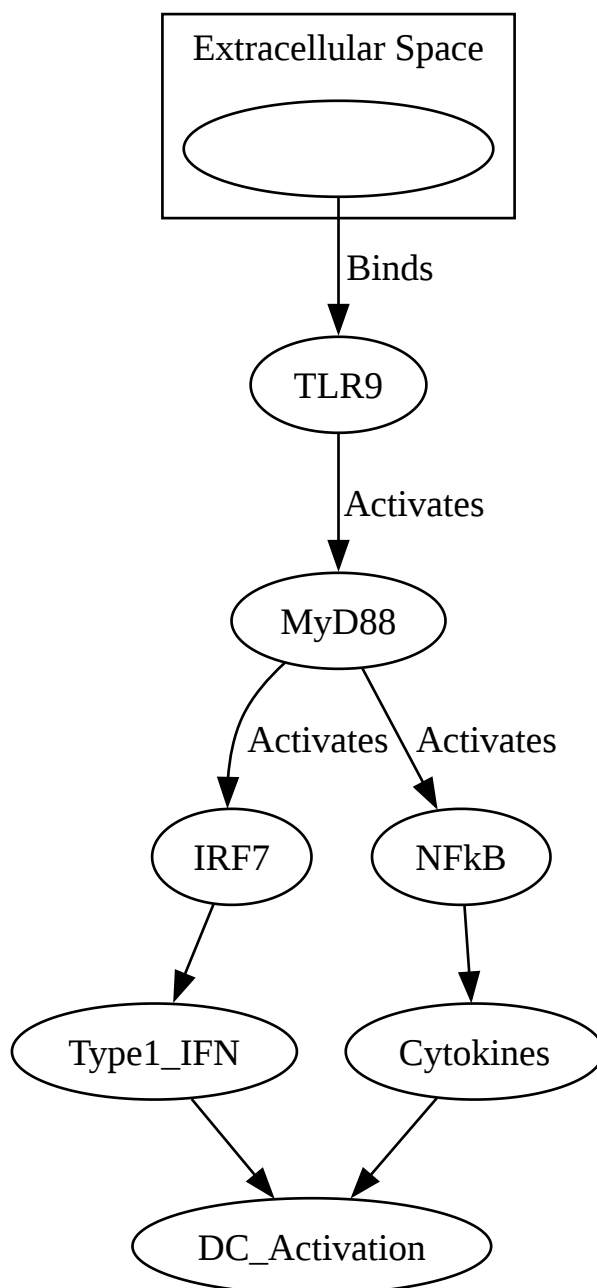 Extracellular Space
Binds
TLR9
Activates
MyD88
Activates
Activates
IRF7
NFkB
Type1_IFN
Cytokines
DC_Activation